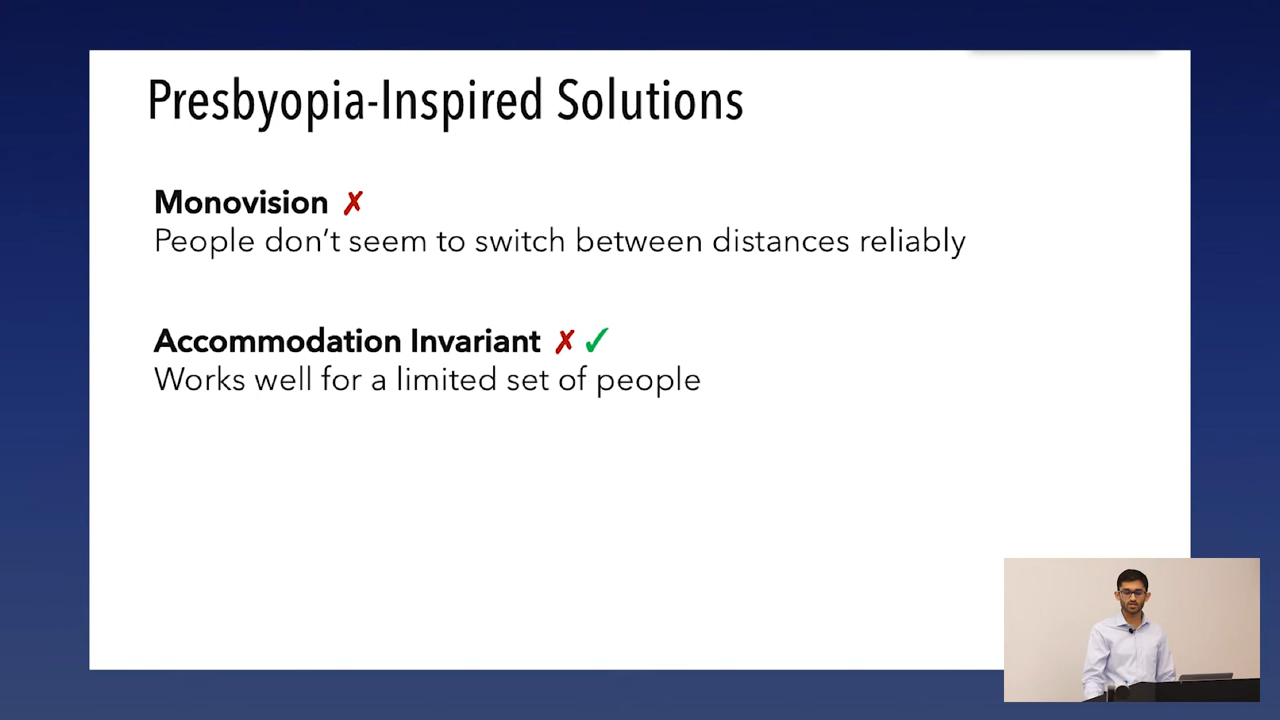 Presbyopia-Inspired Solutions
Monovision ✗
People don’t seem to switch between distances reliably
Accommodation Invariant ✗ ✓
Works well for a limited set of people